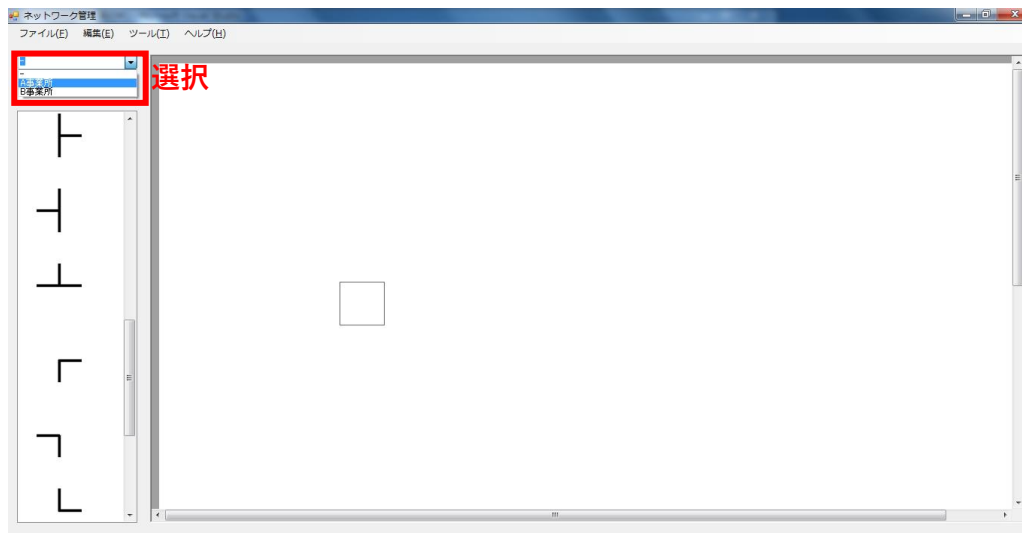 ネットワーク管理
ファイル(F) 編集(E) ツール(T) ヘルプ(H)
-
-
A事業所
B事業所
選択